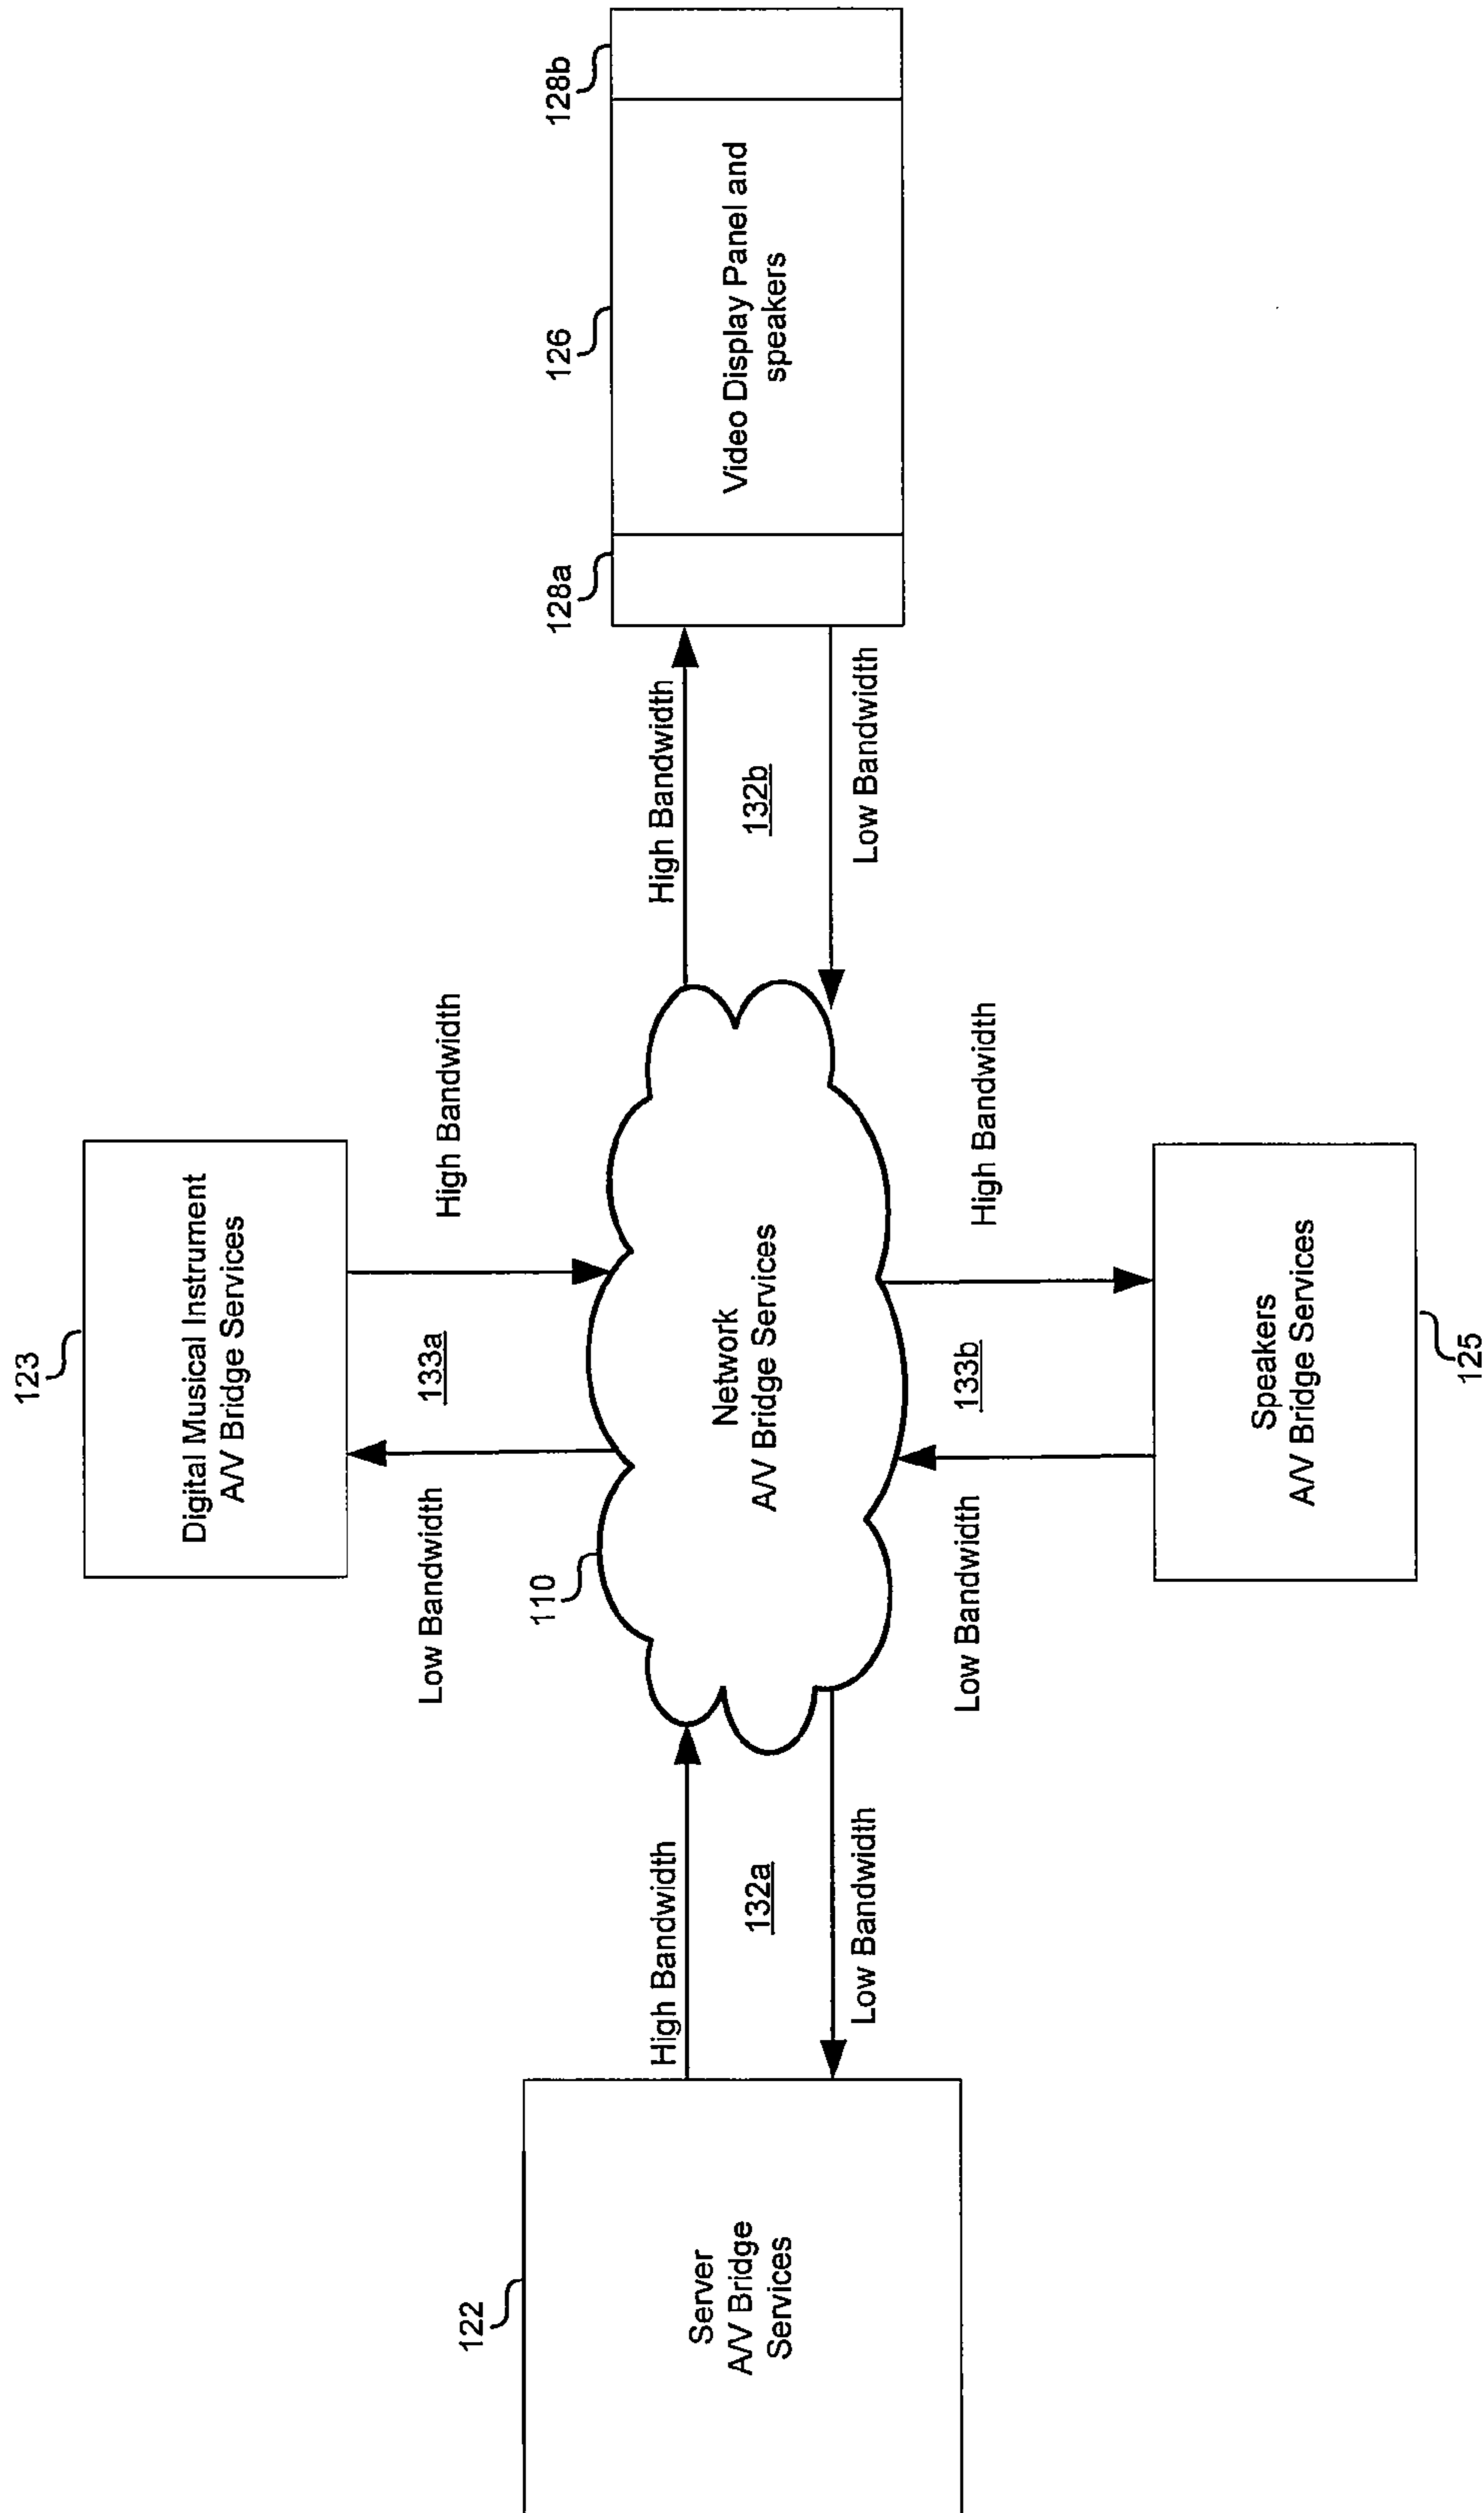 123
Digital Musical Instrument
A/V Bridge Services
Low Bandwidth
133a
High Bandwidth
122
Server
A/V Bridge
Services
High Bandwidth
132a
Low Bandwidth
110
Network
A/V Bridge Services
High Bandwidth
132b
Low Bandwidth
128a
126
128b
Video Display Panel and
speakers
Low Bandwidth
133b
High Bandwidth
Speakers
A/V Bridge Services
125